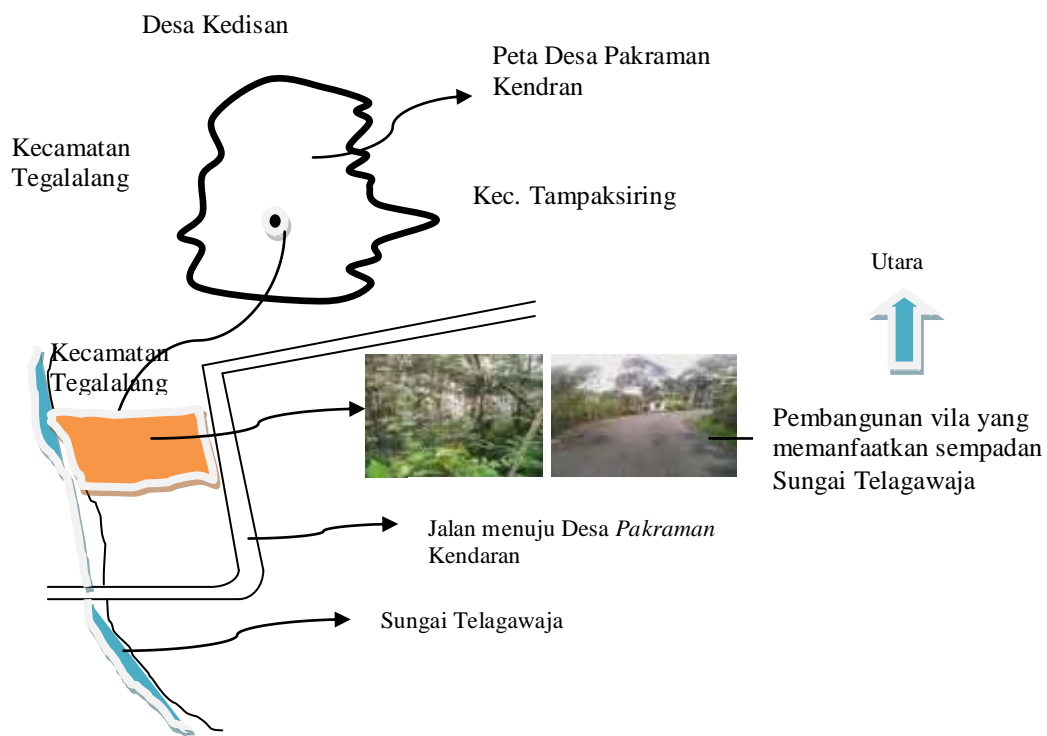 Desa Kedisan
Peta Desa Pakraman
Kendran
Kecamatan
Tegalalang
Kec. Tampaksiring
Utara
Kecamatan
Tegalalang
Pembangunan vila yang
memanfaatkan sempadan
Sungai Telagawaja
Jalan menuju Desa Pakraman
Kendaran
Sungai Telagawaja